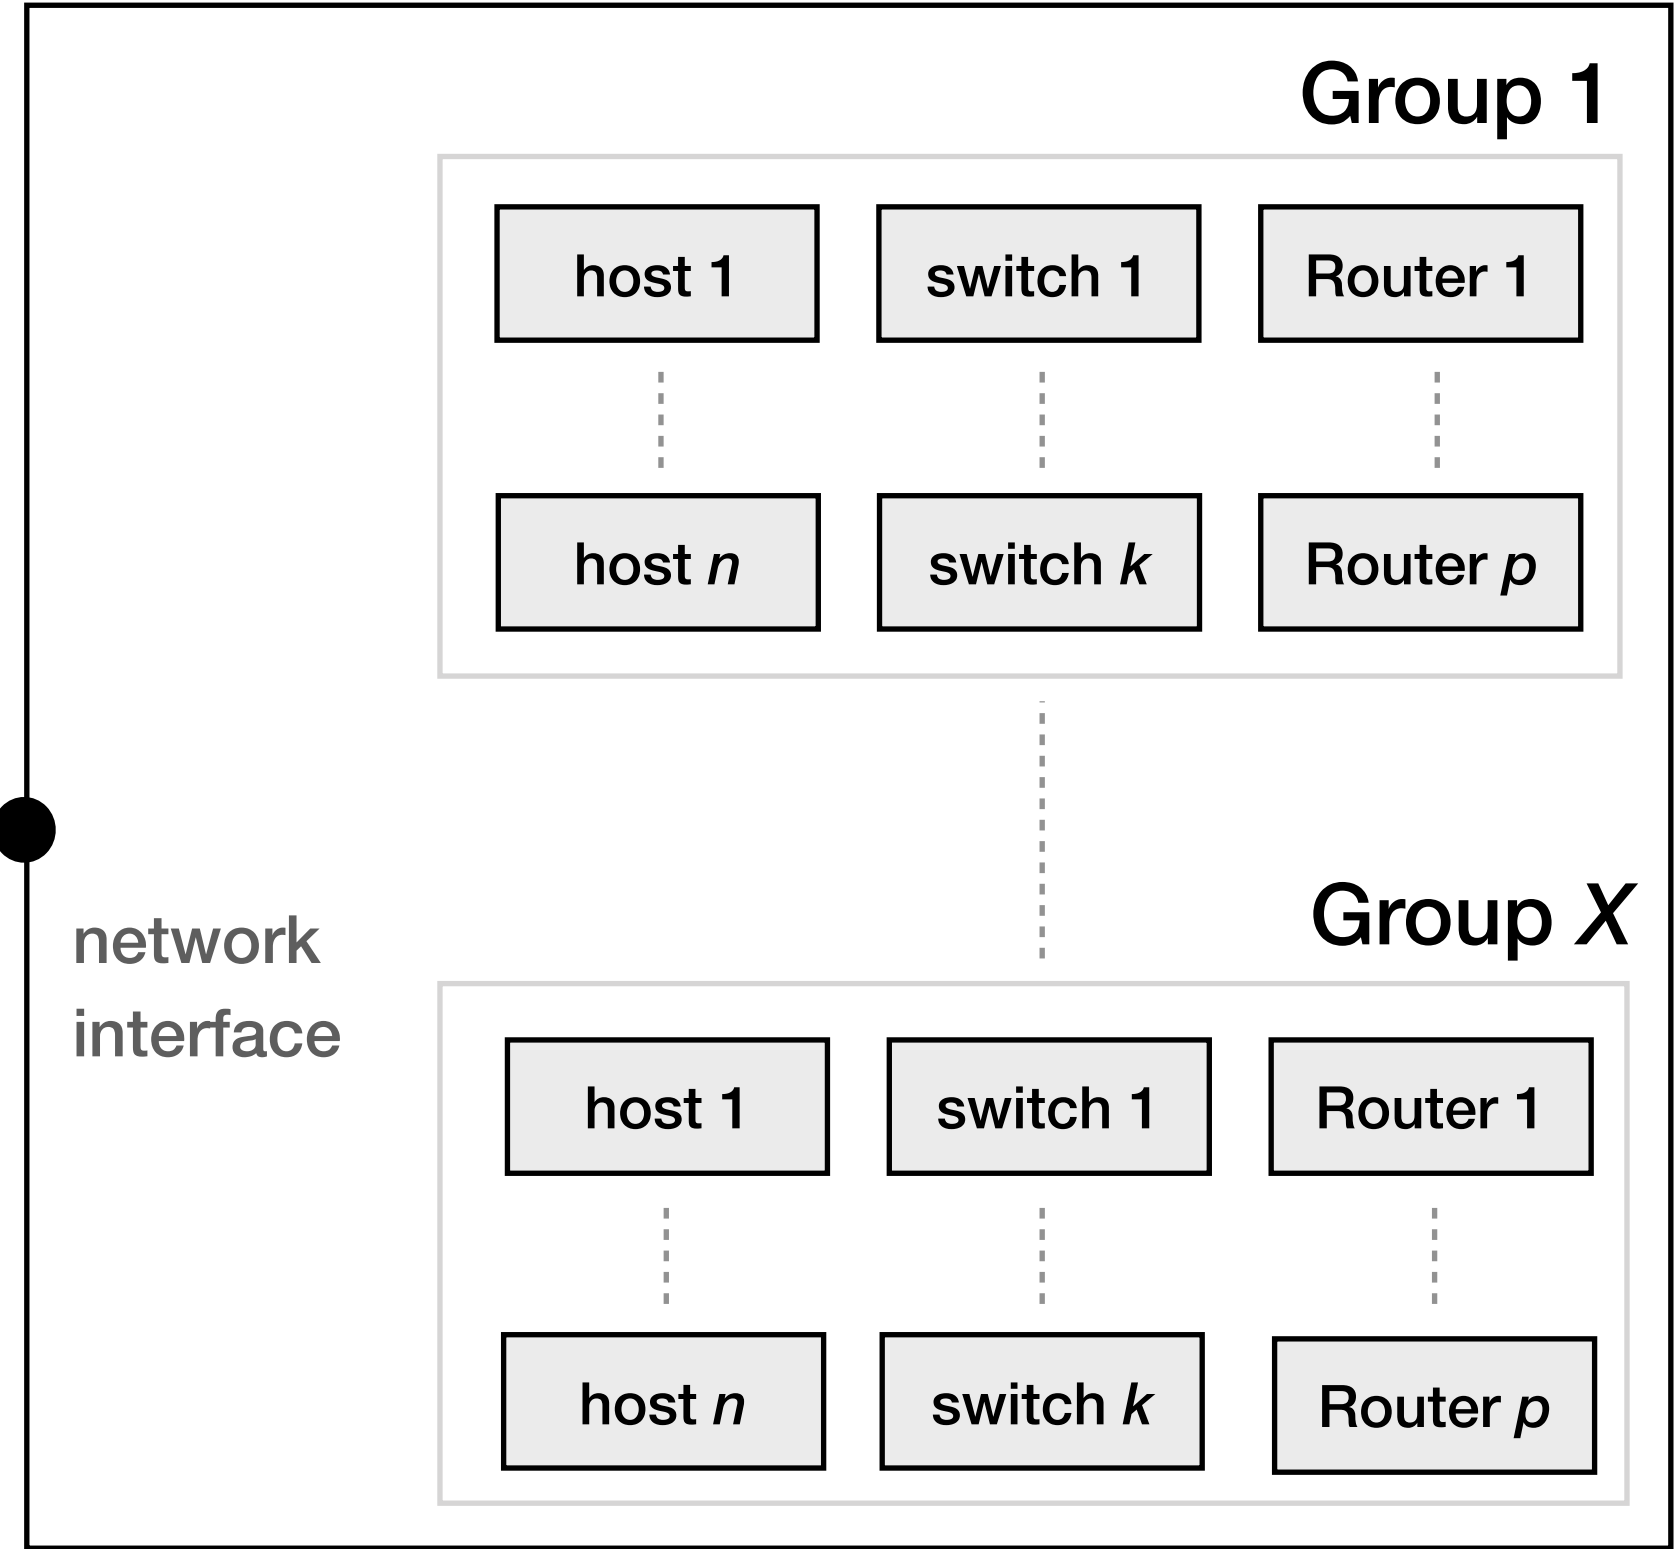 Group 1
host 1
switch 1
Router 1
host n
switch k
Router p
network
interface
Group X
host 1
switch 1
Router 1
host n
switch k
Router p